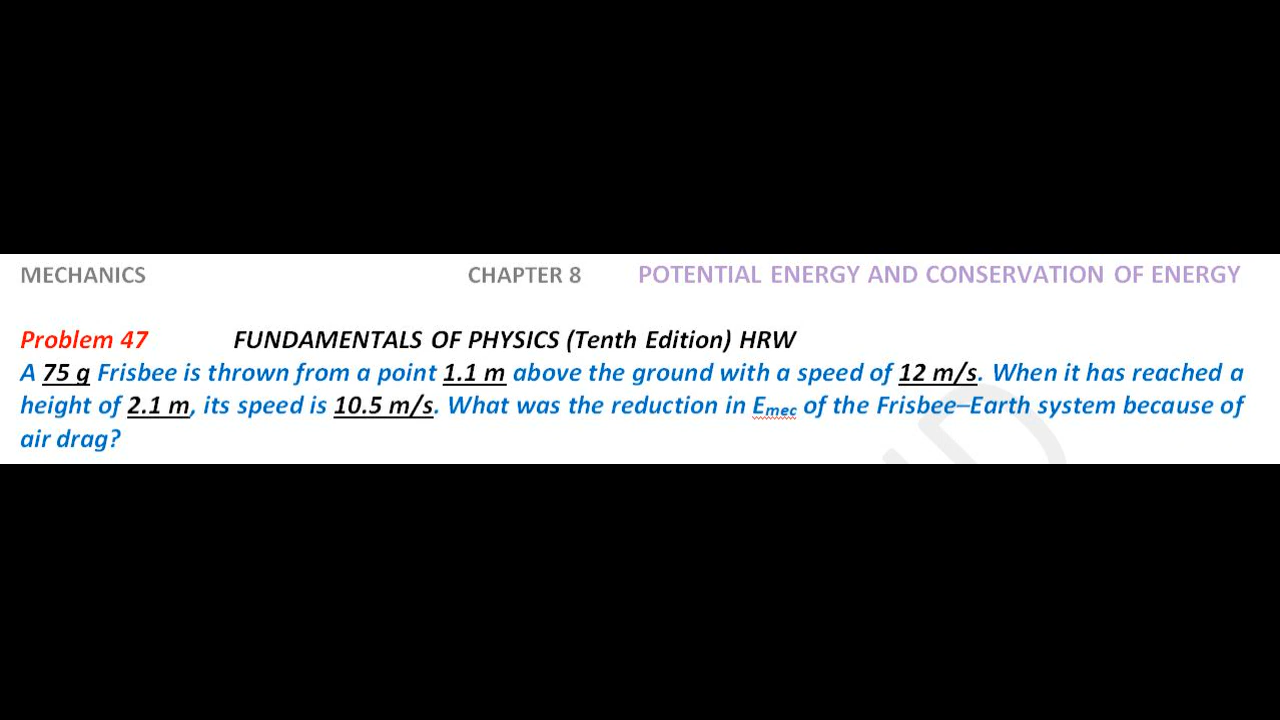 MECHANICS CHAPTER 8 POTENTIAL ENERGY AND CONSERVATION OF ENERGY
Problem 47 FUNDAMENTALS OF PHYSICS (Tenth Edition) HRW
A 75 g Frisbee is thrown from a point 1.1 m above the ground with a speed of 12 m/s. When it has reached a
height of 2.1 m, its speed is 10.5 m/s. What was the reduction in Emec of the Frisbee–Earth system because of
air drag?